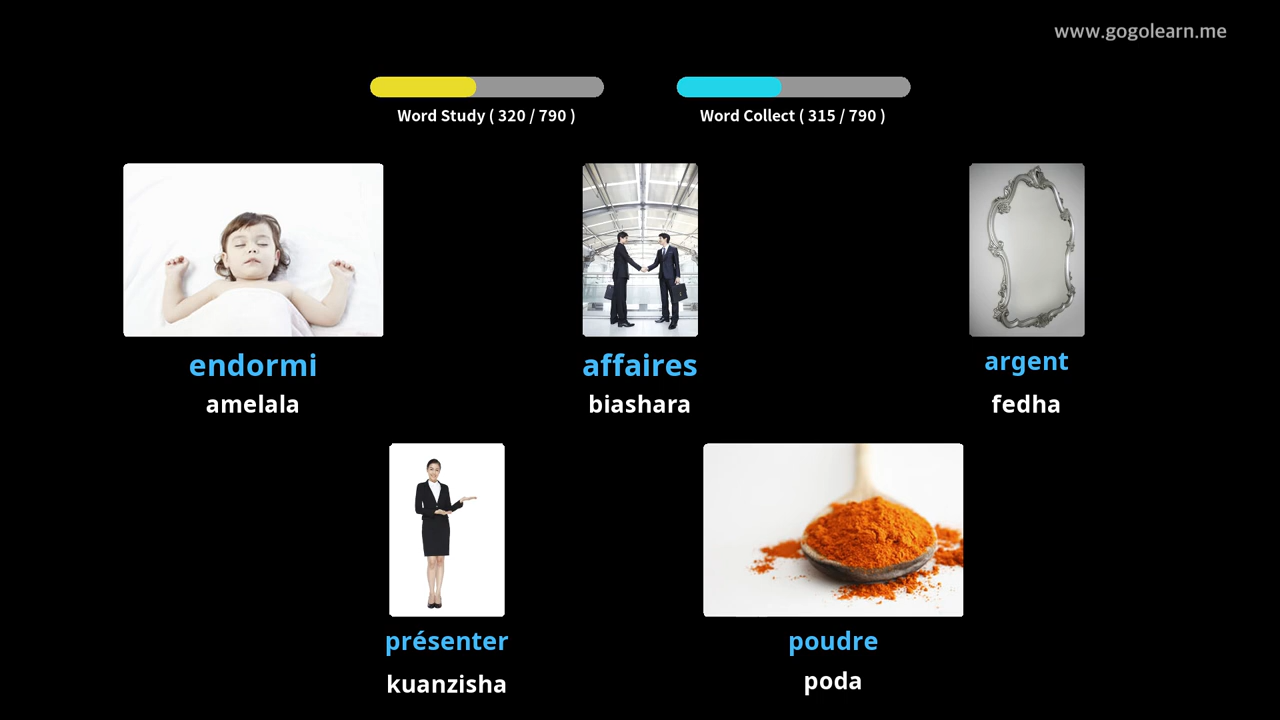 www.gogolearn.me
Word Study ( 320 / 790 )
Word Collect ( 315 / 790 )
endormi
amelala
affaires
biashara
argent
fedha
présenter
kuanzisha
poudre
poda